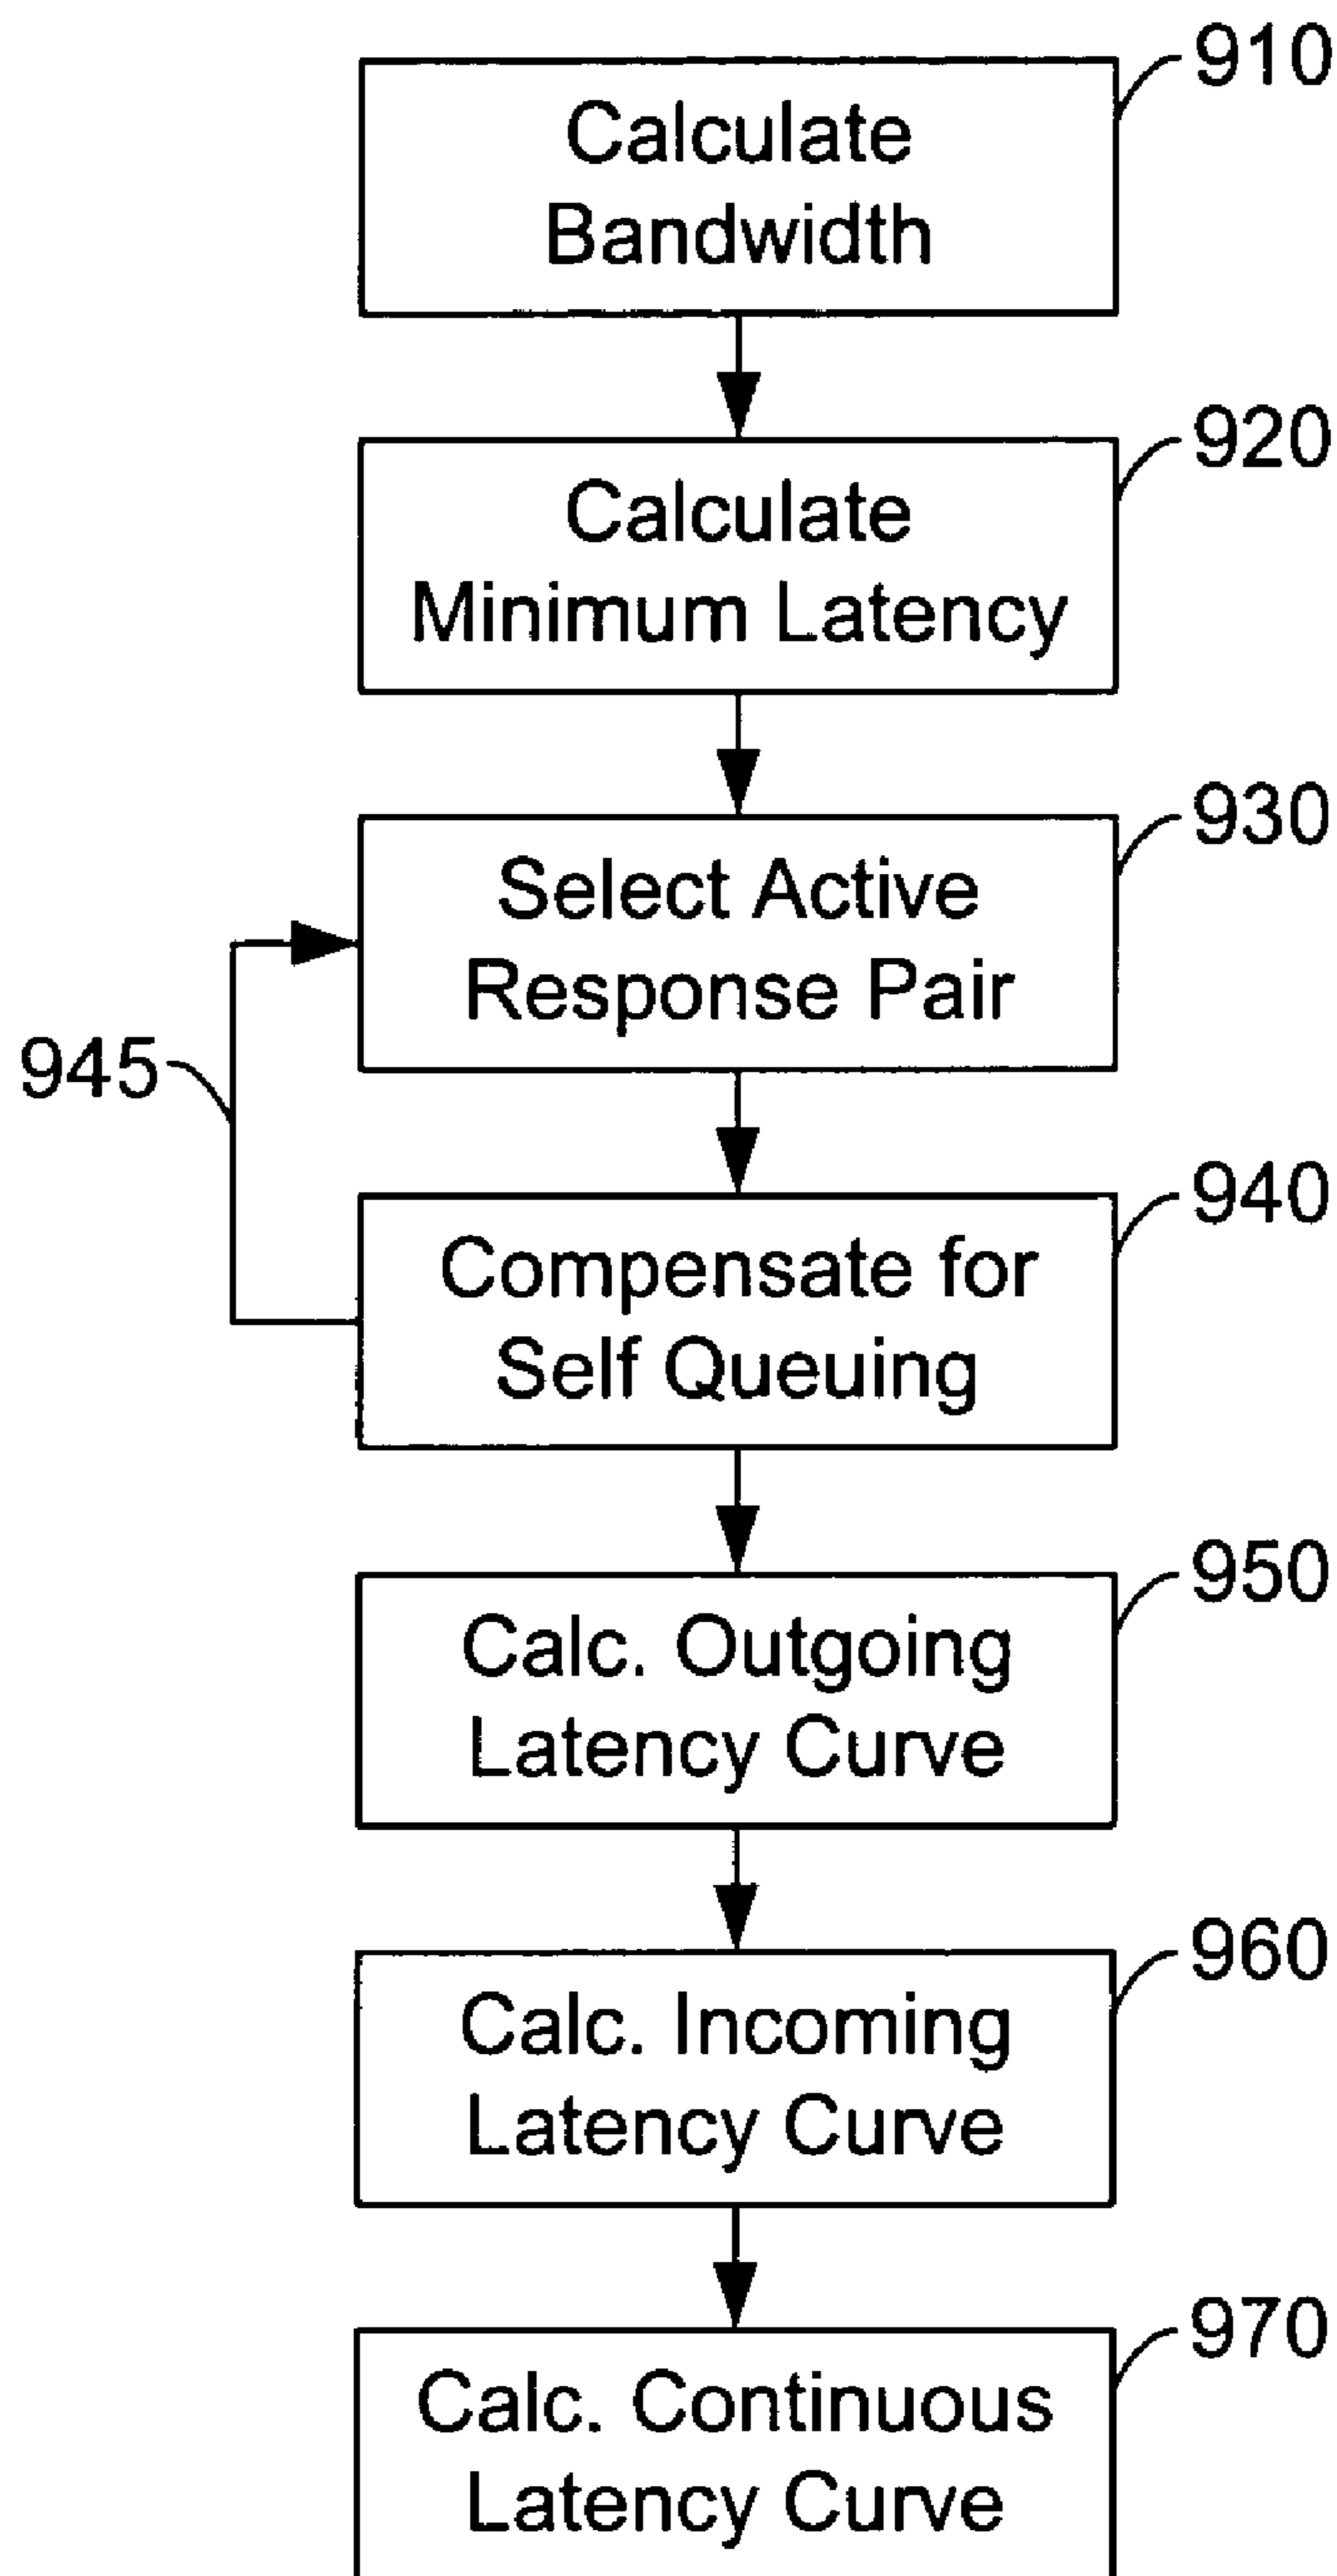 910
Calculate
Bandwidth
920
Calculate
Minimum Latency
930
Select Active
Response Pair
945
940
Compensate for
Self Queuing
950
Calc. Outgoing
Latency Curve
960
Calc. Incoming
Latency Curve
970
Calc. Continuous
Latency Curve